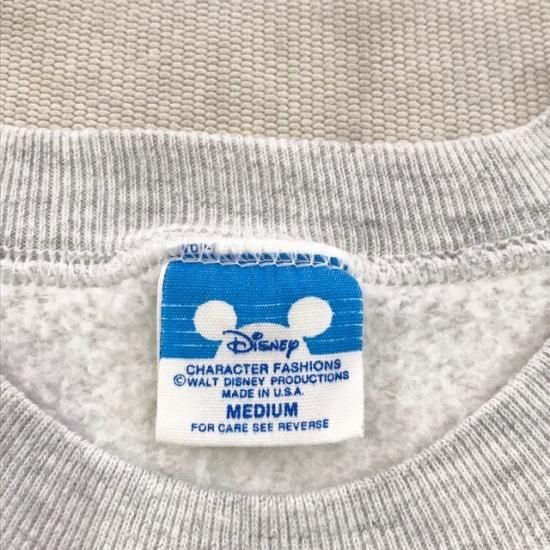 Disney
CHARACTER FASHIONS
©WALT DISNEY PRODUCTIONS
MADE IN U.S.A.
MEDIUM
FOR CARE SEE REVERSE